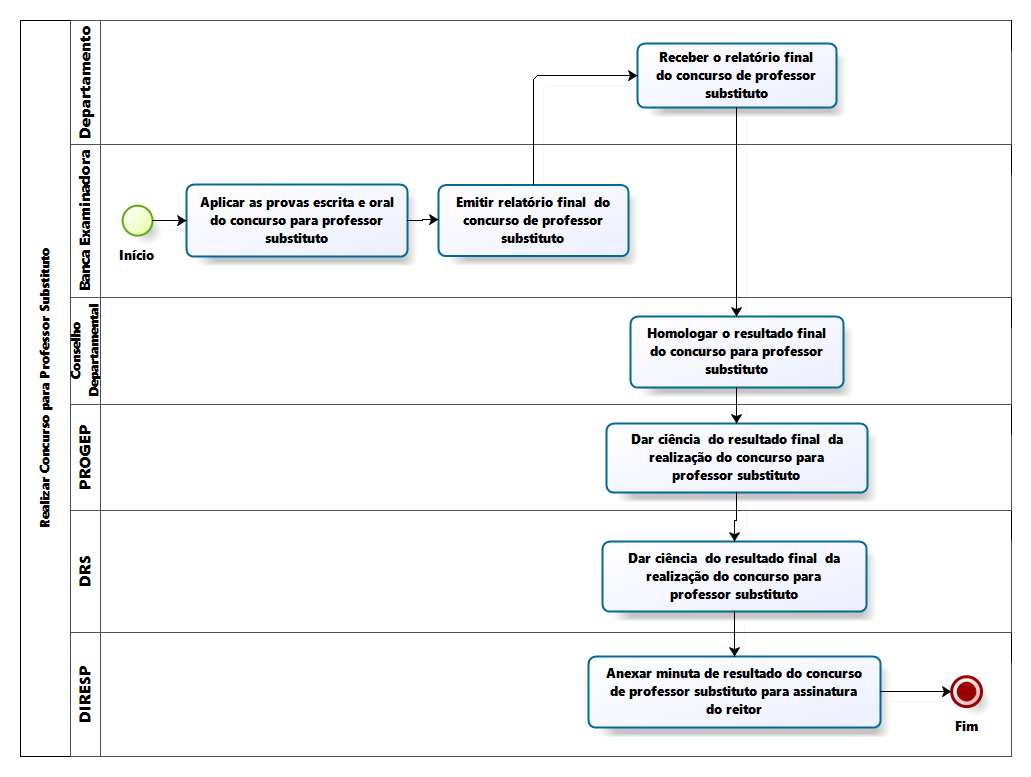 Realizar Concurso para Professor Substituto
Departamento
Receber o relatório final
do concurso de professor
substituto
Banca Examinadora
Início
Aplicar as provas escrita e oral
do concurso para professor
substituto
Emitir relatório final do
concurso de professor
substituto
Conselho
Departamental
Homologar o resultado final
do concurso para professor
substituto
PROGEP
Dar ciência do resultado final da
realização do concurso para
professor substituto
DRS
Dar ciência do resultado final da
realização do concurso para
professor substituto
DIRESP
Anexar minuta de resultado do concurso
de professor substituto para assinatura
do reitor
Fim